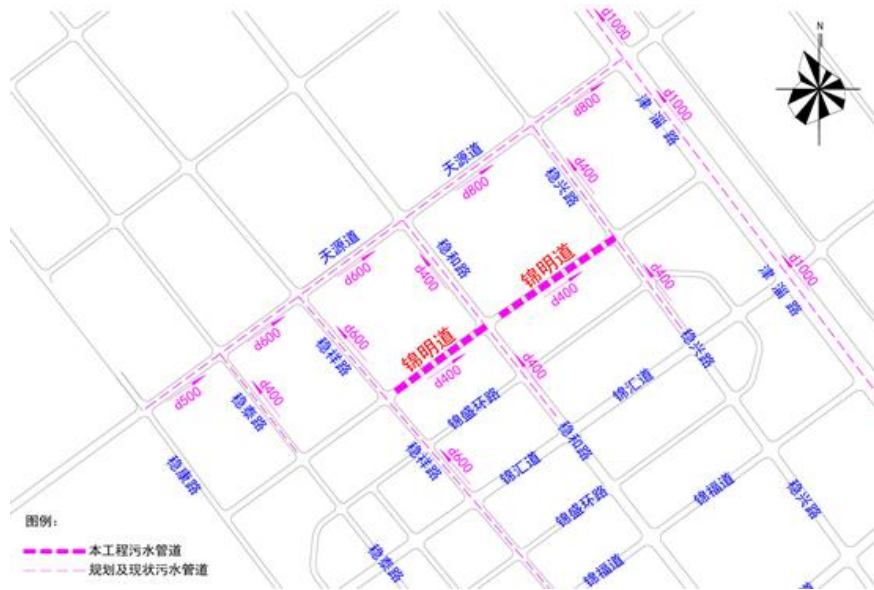 d1000
N
d1000
d800
津淄路
天源道
d800
d400
稳兴路
天源道
d600
d400
稳和路
锦明道
d400
d400
津淄路
d1000
d600
稳祥路
d600
锦明道
d400
d400
稳兴路
d500
d400
稳泰路
锦盛环路
锦汇道
稳康路
稳祥路
d600
锦汇道
稳和路
锦盛环路
锦福道
稳兴路
图例：
本工程污水管道
规划及现状污水管道
稳泰路
锦福道